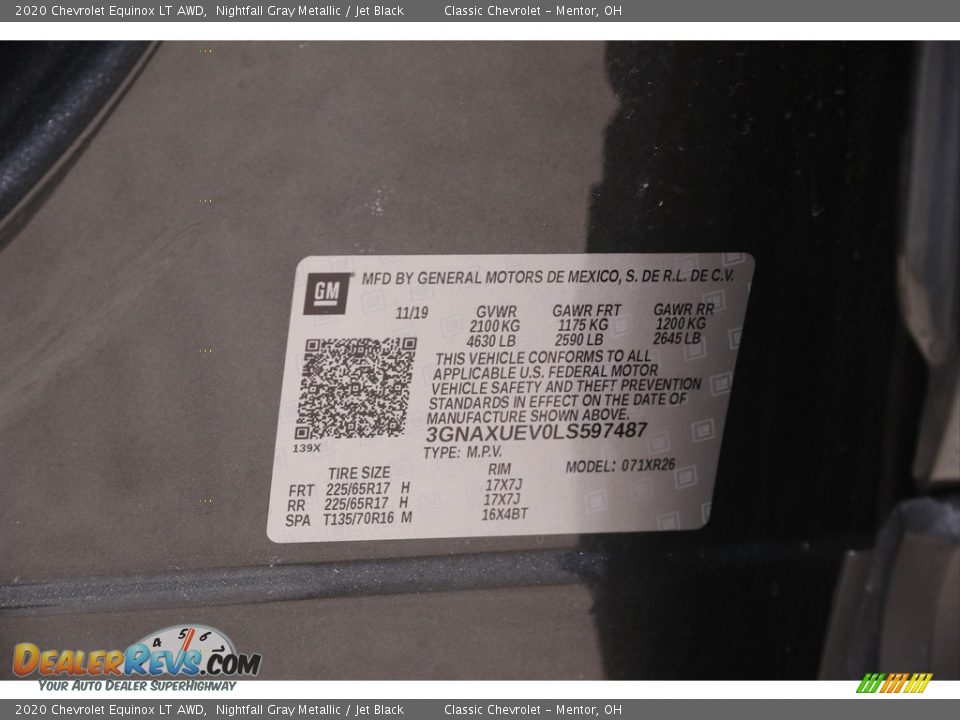 2020 Chevrolet Equinox LT AWD, Nightfall Gray Metallic / Jet Black Classic Chevrolet – Mentor, OH
GM MFD BY GENERAL MOTORS DE MEXICO, S. DE R.L. DE C.V.
11/19 GVWR GAWR FRT GAWR RR
2100 KG 1175 KG 1200 KG
4630 LB 2590 LB 2645 LB
THIS VEHICLE CONFORMS TO ALL
APPLICABLE U.S. FEDERAL MOTOR
VEHICLE SAFETY AND THEFT PREVENTION
STANDARDS IN EFFECT ON THE DATE OF
MANUFACTURE SHOWN ABOVE.
3GNAXUEV0LS597487
139X
TYPE: M.P.V.
TIRE SIZE RIM MODEL: 071XR26
FRT 225/65R17 H 17X7J
RR 225/65R17 H 17X7J
SPA T135/70R16 M 16X4BT
4 5 6 7
DealerRevs.com
Your Auto Dealer SuperHighway
2020 Chevrolet Equinox LT AWD, Nightfall Gray Metallic / Jet Black Classic Chevrolet – Mentor, OH